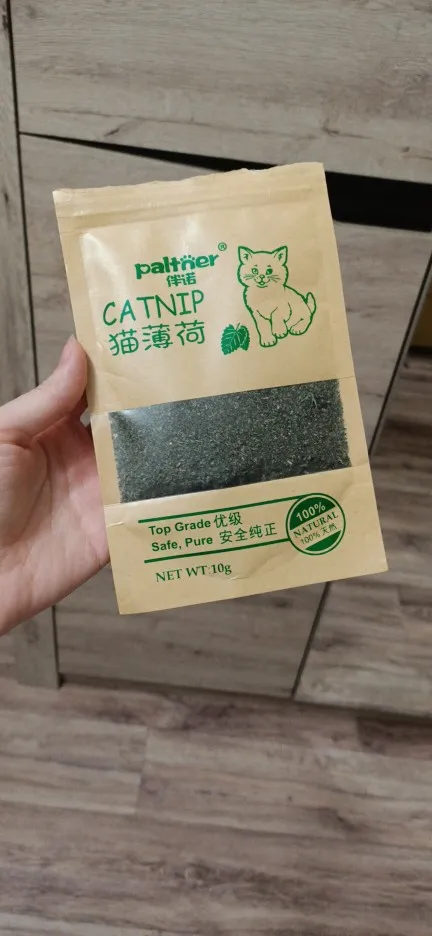 paltner®
伴诺
CATNIP
猫薄荷
Top Grade 优级
Safe, Pure 安全纯正
100%
NATURAL
100% 天然
NET WT 10g